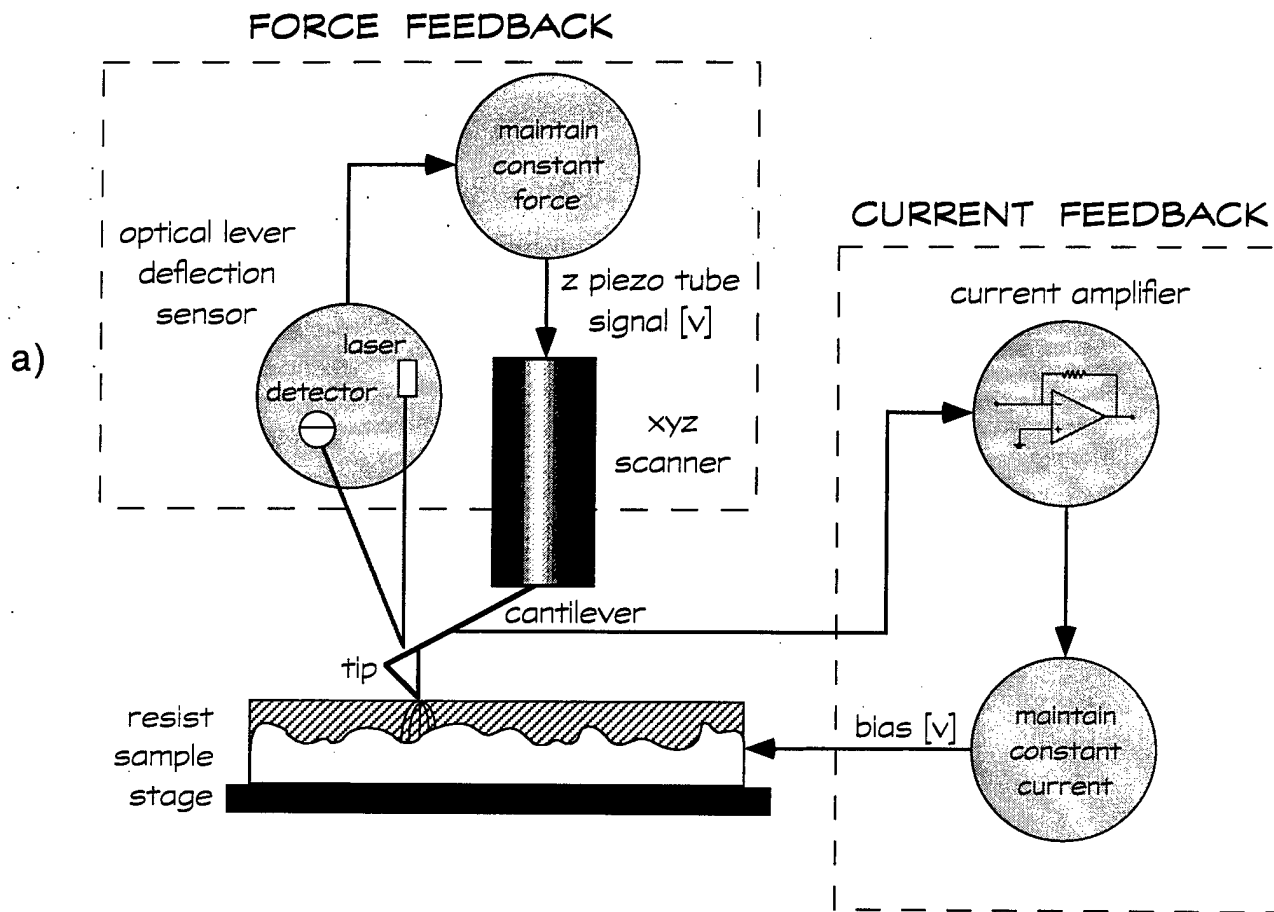 FORCE FEEDBACK
maintain
constant
force
optical lever
deflection
sensor
z piezo tube
signal [v]
laser
detector
xyz
scanner
a)
CURRENT FEEDBACK
current amplifier
cantilever
tip
resist
sample
stage
bias [v]
maintain
constant
current